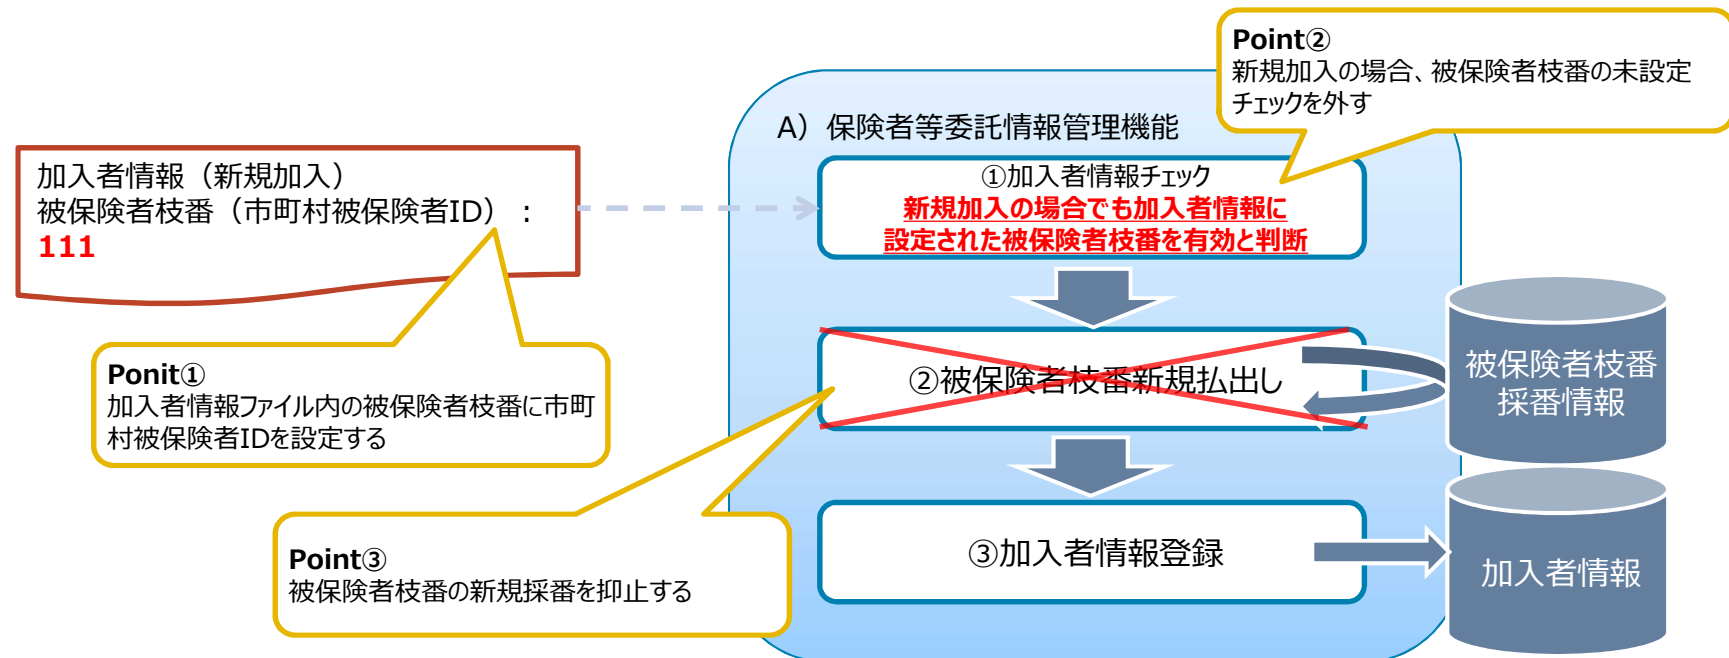 Point②
新規加入の場合、被保険者枝番の未設定
チェックを外す
A）保険者等委託情報管理機能
加入者情報（新規加入）
被保険者枝番（市町村被保険者ID）：
111
①加入者情報チェック
新規加入の場合でも加入者情報に
設定された被保険者枝番を有効と判断
Ponit①
加入者情報ファイル内の被保険者枝番に市町
村被保険者IDを設定する
②被保険者枝番新規払出し
被保険者枝番
採番情報
Point③
被保険者枝番の新規採番を抑止する
③加入者情報登録
加入者情報